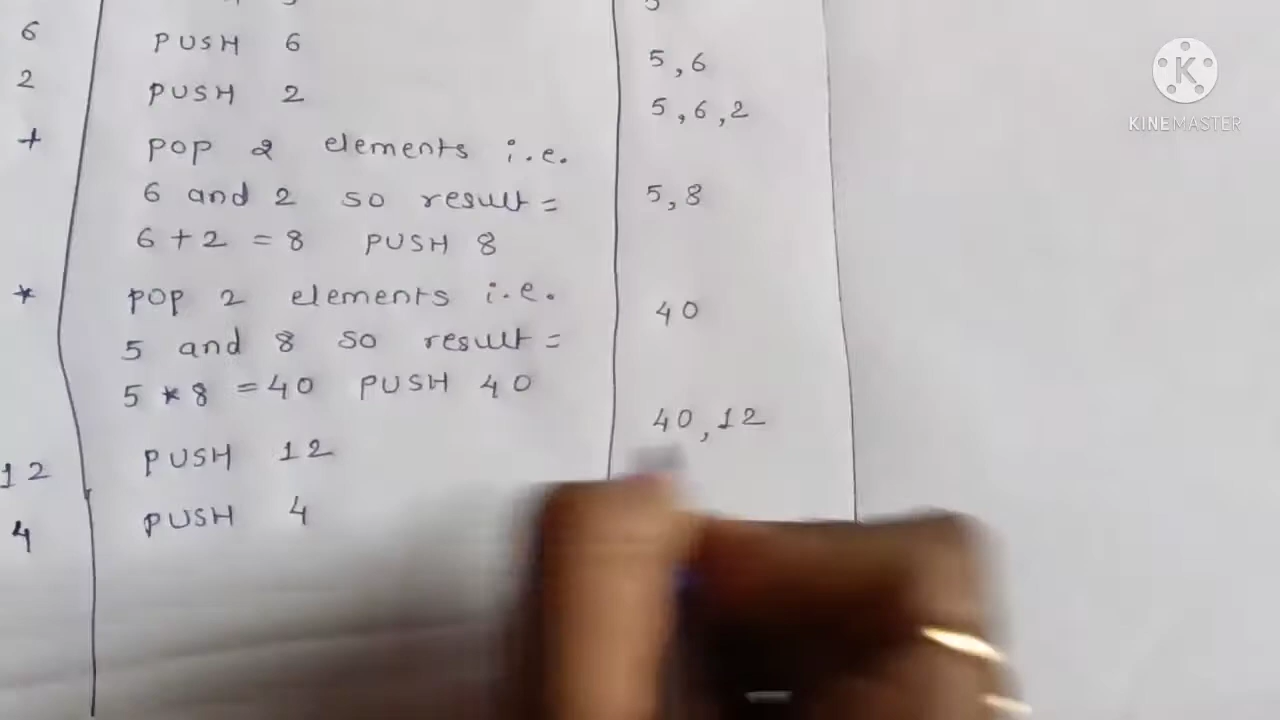 5
6 PUSH 6 5,6
2 PUSH 2 5,6,2
+ POP 2 elements i.e.
6 and 2 so result = 5,8
6 + 2 = 8 PUSH 8
* POP 2 elements i.e. 40
5 and 8 so result =
5 * 8 = 40 PUSH 40
40,12
12 PUSH 12
4 PUSH 4
K
KINEMASTER